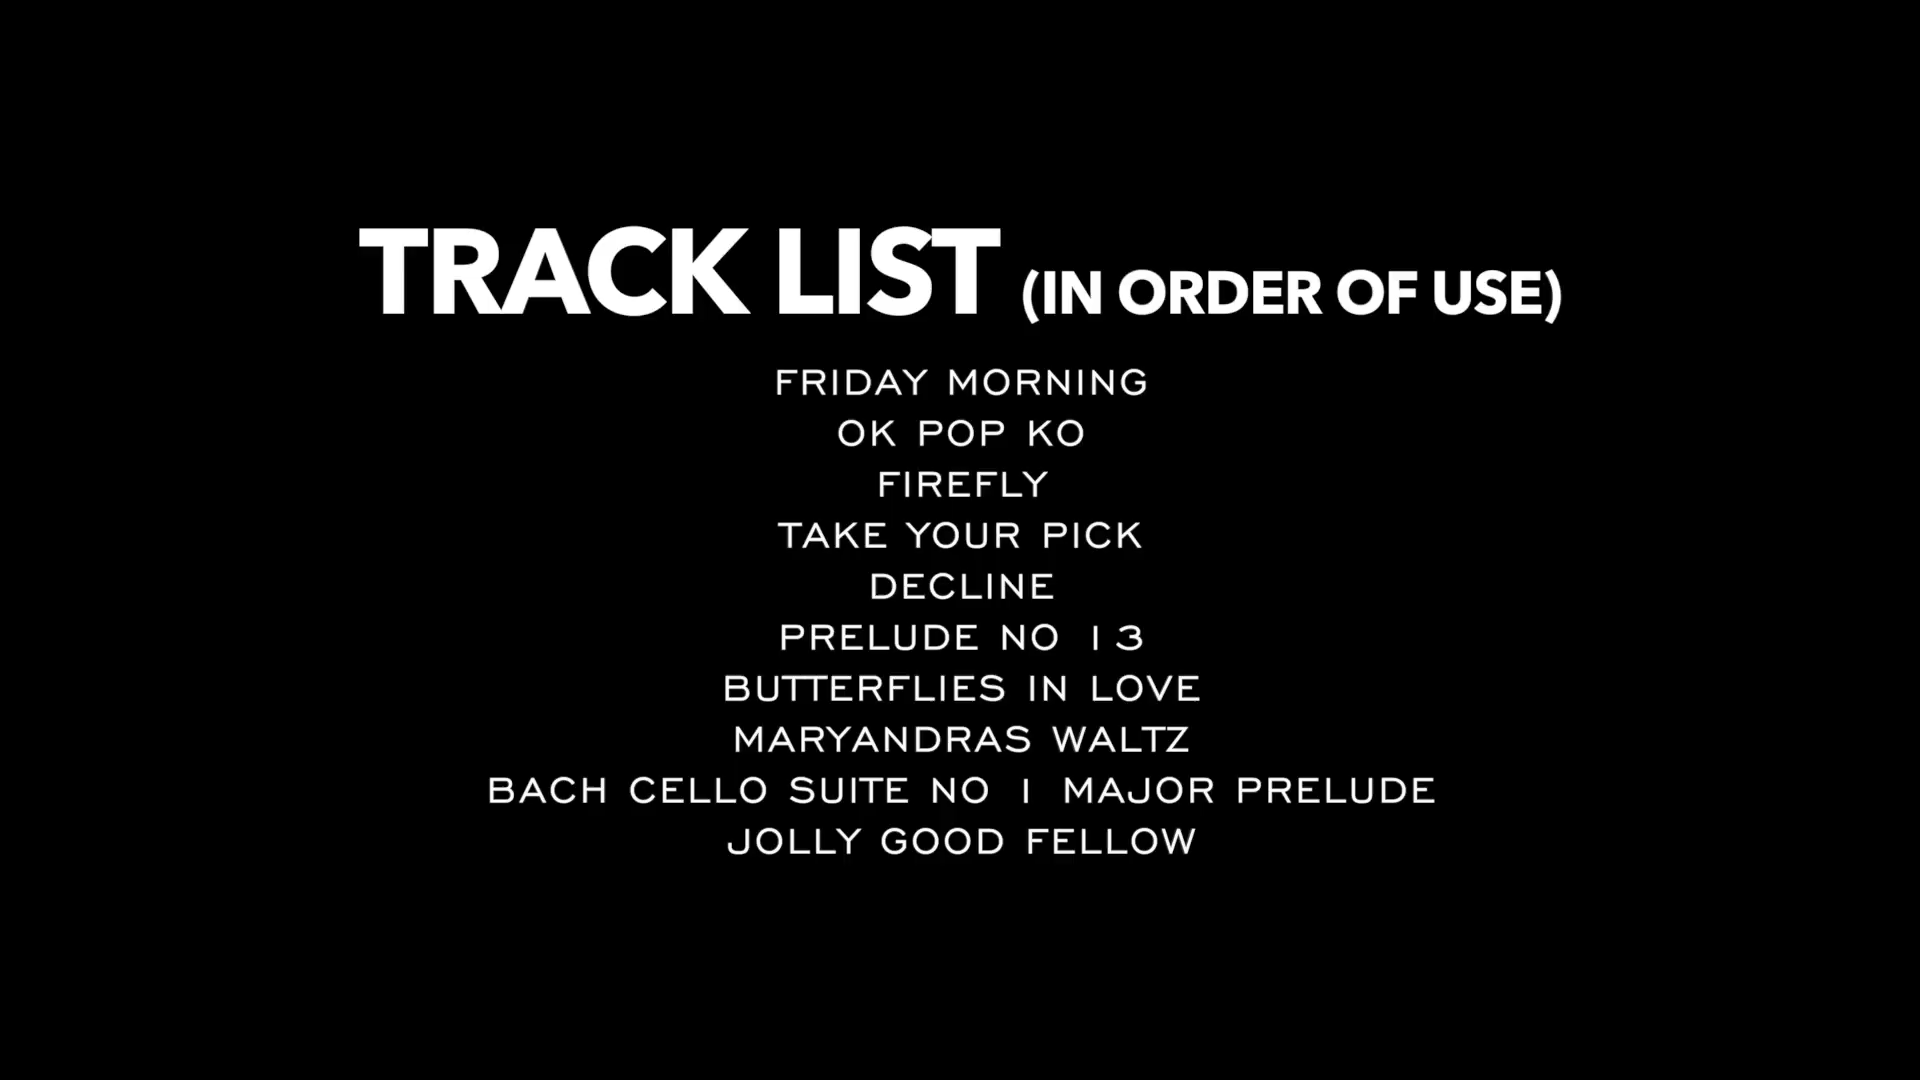 TRACK LIST (IN ORDER OF USE)
FRIDAY MORNING
OK POP KO
FIREFLY
TAKE YOUR PICK
DECLINE
PRELUDE NO 13
BUTTERFLIES IN LOVE
MARYANDRAS WALTZ
BACH CELLO SUITE NO 1 MAJOR PRELUDE
JOLLY GOOD FELLOW